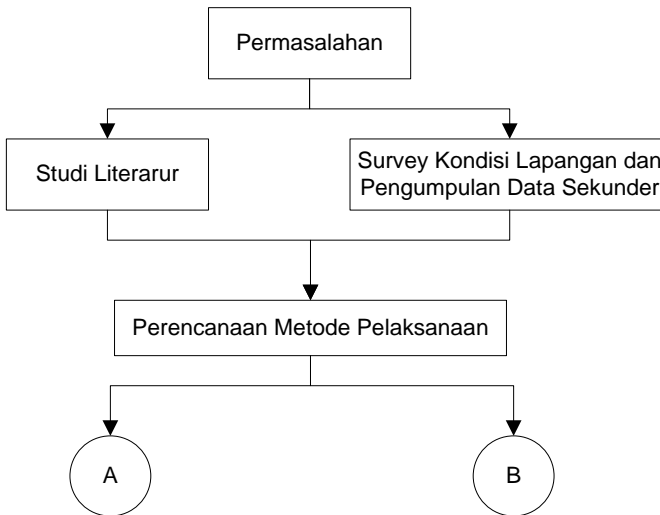 Permasalahan
Studi Literarur
Survey Kondisi Lapangan dan
Pengumpulan Data Sekunder
Perencanaan Metode Pelaksanaan
A
B